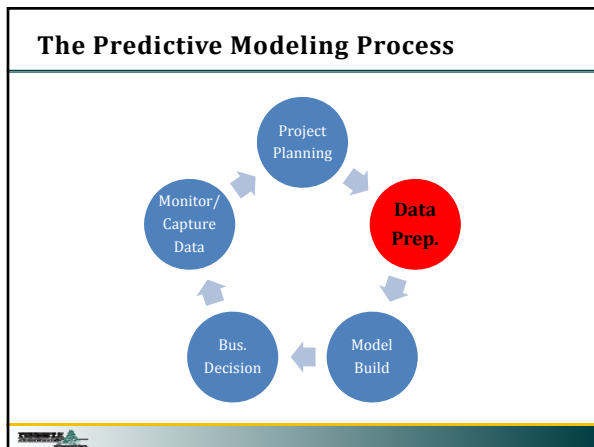 The Predictive Modeling Process
Project
Planning
Data
Prep.
Model
Build
Bus.
Decision
Monitor/
Capture
Data